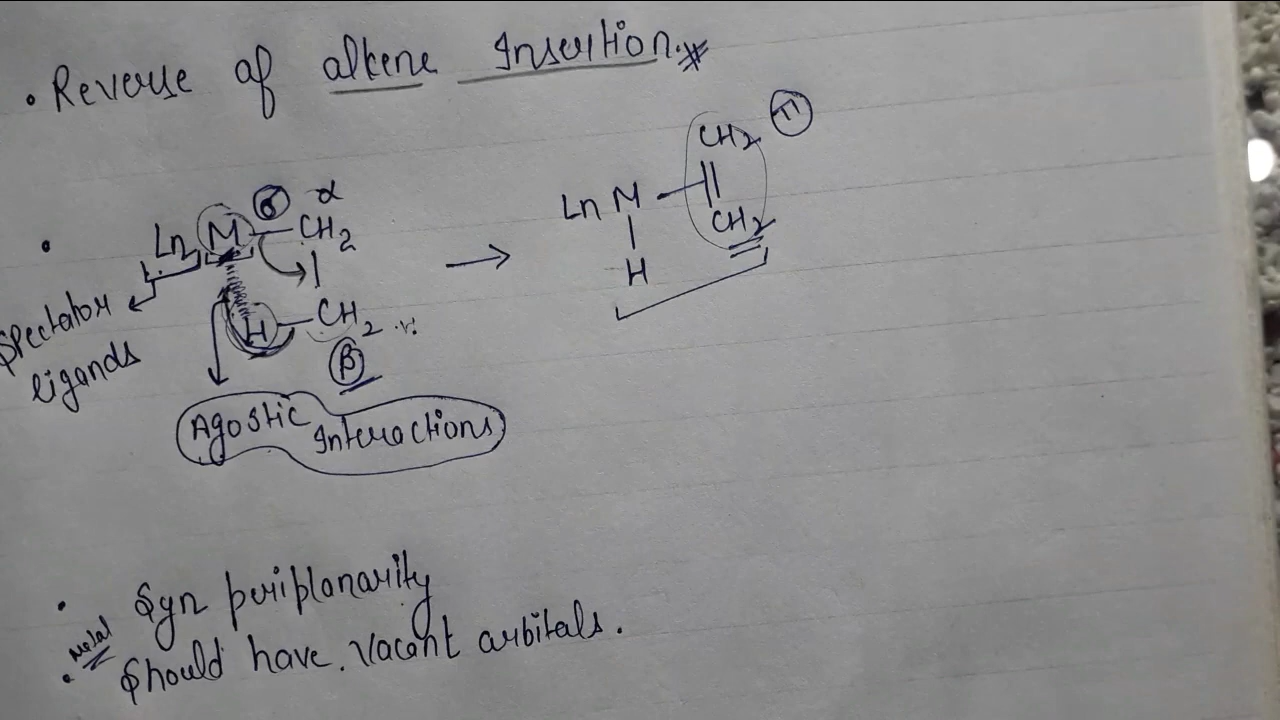 • Reverse of alkene Insertion.*
σ α
Ln M — CH2
H — CH2
β
Spectator
ligands
Agostic
Interactions
→
CH2 π
Ln M — ||
CH2
H
• Syn periplanarity
• Metal
Should have. Vacant orbitals.